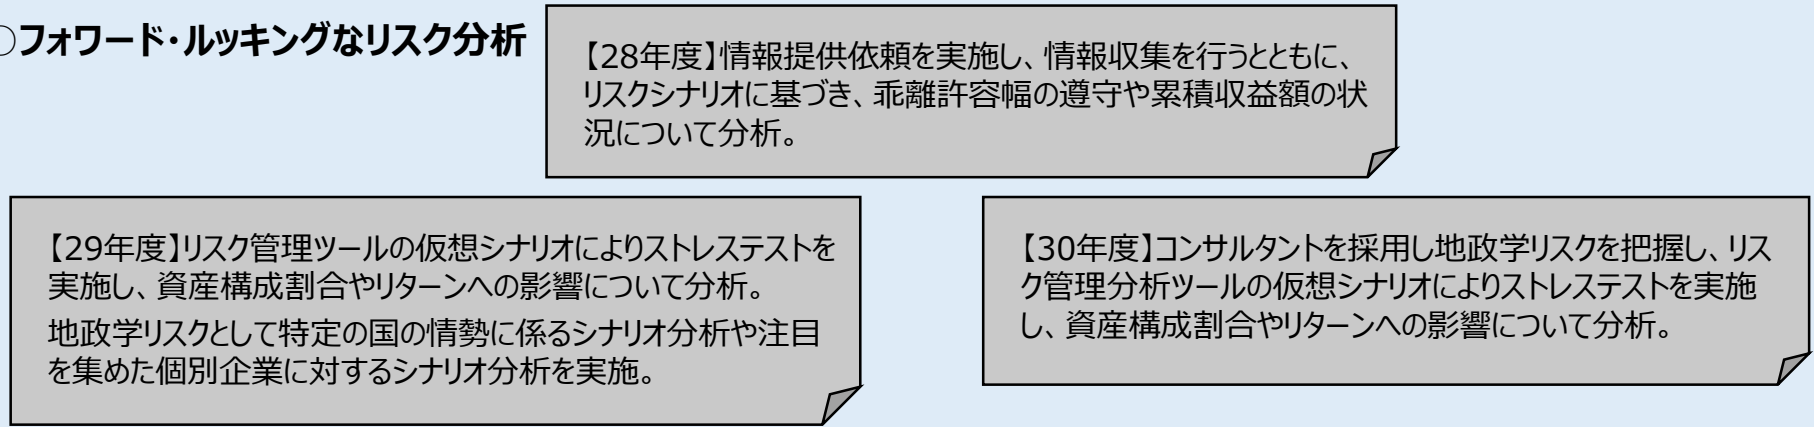 ○フォワード・ルッキングなリスク分析
【28年度】情報提供依頼を実施し、情報収集を行うとともに、
リスクシナリオに基づき、乖離許容幅の遵守や累積収益額の状
況について分析。
【29年度】リスク管理ツールの仮想シナリオによりストレステストを
実施し、資産構成割合やリターンへの影響について分析。
地政学リスクとして特定の国の情勢に係るシナリオ分析や注目
を集めた個別企業に対するシナリオ分析を実施。
【30年度】コンサルタントを採用し地政学リスクを把握し、リス
ク管理分析ツールの仮想シナリオによりストレステストを実施
し、資産構成割合やリターンへの影響について分析。